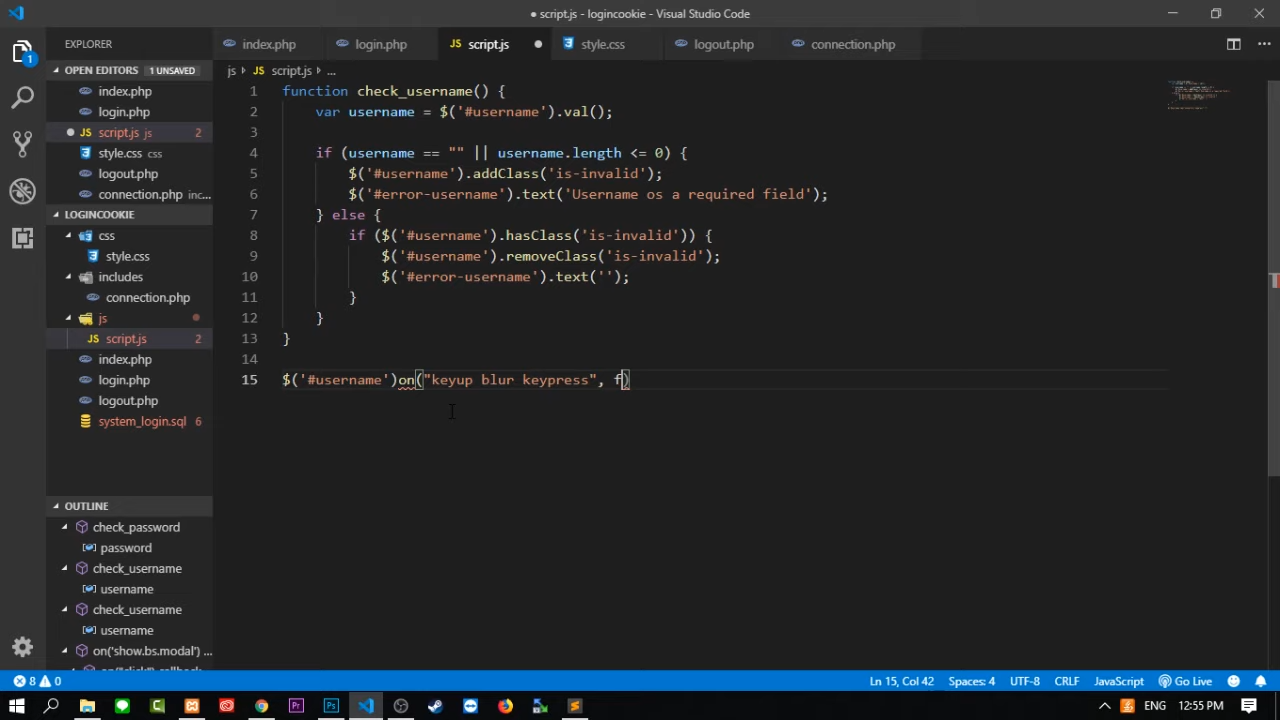 ● script.js - logincookie - Visual Studio Code
EXPLORER
index.php
login.php
JS script.js ●
style.css
logout.php
connection.php
OPEN EDITORS 1 UNSAVED
js JS script.js ...
index.php
login.php
● JS script.js js 2
style.css css
logout.php
connection.php inc...
LOGINCOOKIE
css
style.css
includes
connection.php
js
JS script.js 2
index.php
login.php
logout.php
system_login.sql 6
OUTLINE
check_password
password
check_username
username
check_username
username
on('show.bs.modal') ...
1 function check_username() {
2 var username = $('#username').val();
3
4 if (username == "" || username.length <= 0) {
5 $('#username').addClass('is-invalid');
6 $('#error-username').text('Username os a required field');
7 } else {
8 if ($('#username').hasClass('is-invalid')) {
9 $('#username').removeClass('is-invalid');
10 $('#error-username').text('');
11 }
12 }
13 }
14
15 $('#username')on("keyup blur keypress", f)
8 0
Ln 15, Col 42
Spaces: 4
UTF-8
CRLF
JavaScript
Go Live
1
ENG
12:55 PM